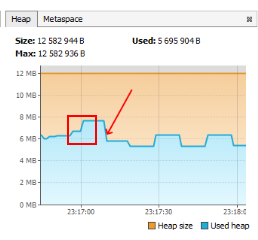 Heap Metaspace
Size: 12 582 944 B Used: 5 695 904 B
Max: 12 582 936 B
12 MB
10 MB
8 MB
6 MB
4 MB
2 MB
0 MB
23:17:00 23:17:30 23:18:0
Heap size Used heap